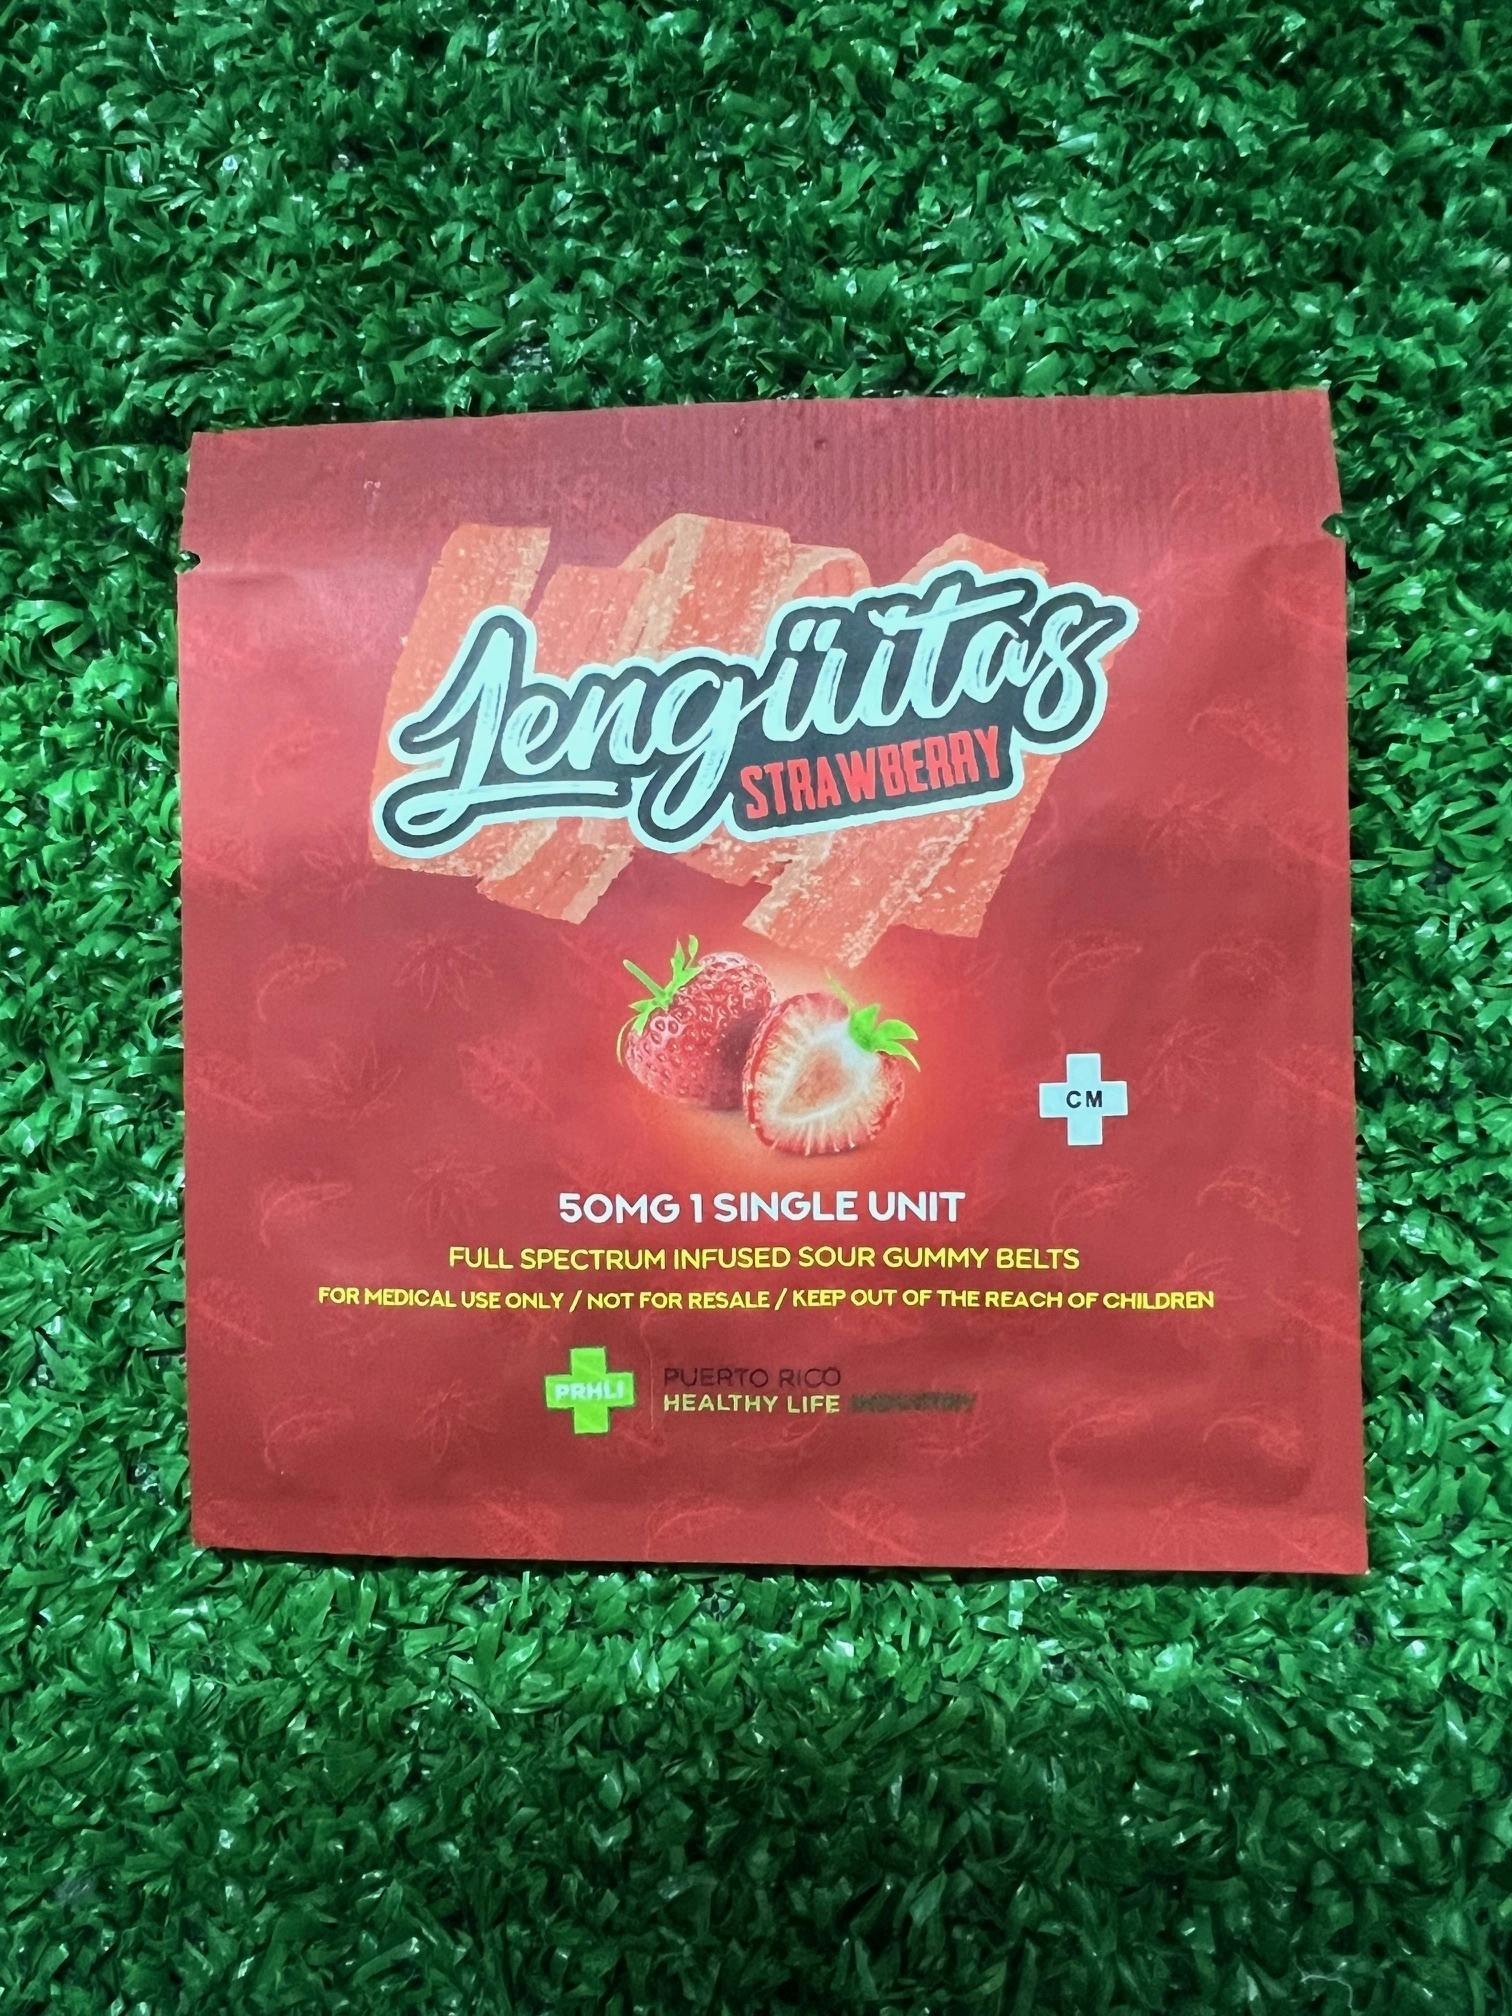 Lengüitas
STRAWBERRY
CM
50MG 1 SINGLE UNIT
FULL SPECTRUM INFUSED SOUR GUMMY BELTS
FOR MEDICAL USE ONLY / NOT FOR RESALE / KEEP OUT OF THE REACH OF CHILDREN
PRHLI
PUERTO RICO
HEALTHY LIFE